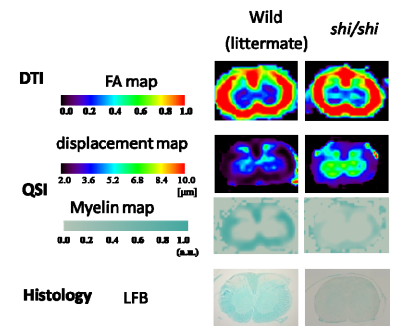 Wild
(littermate)
shi/shi
DTI
FA map
0.0 0.2 0.4 0.6 0.8 1.0
displacement map
2.0 3.6 5.2 6.8 8.4 10.0
[μm]
QSI
Myelin map
0.0 0.2 0.4 0.6 0.8 1.0
(a.u.)
Histology
LFB